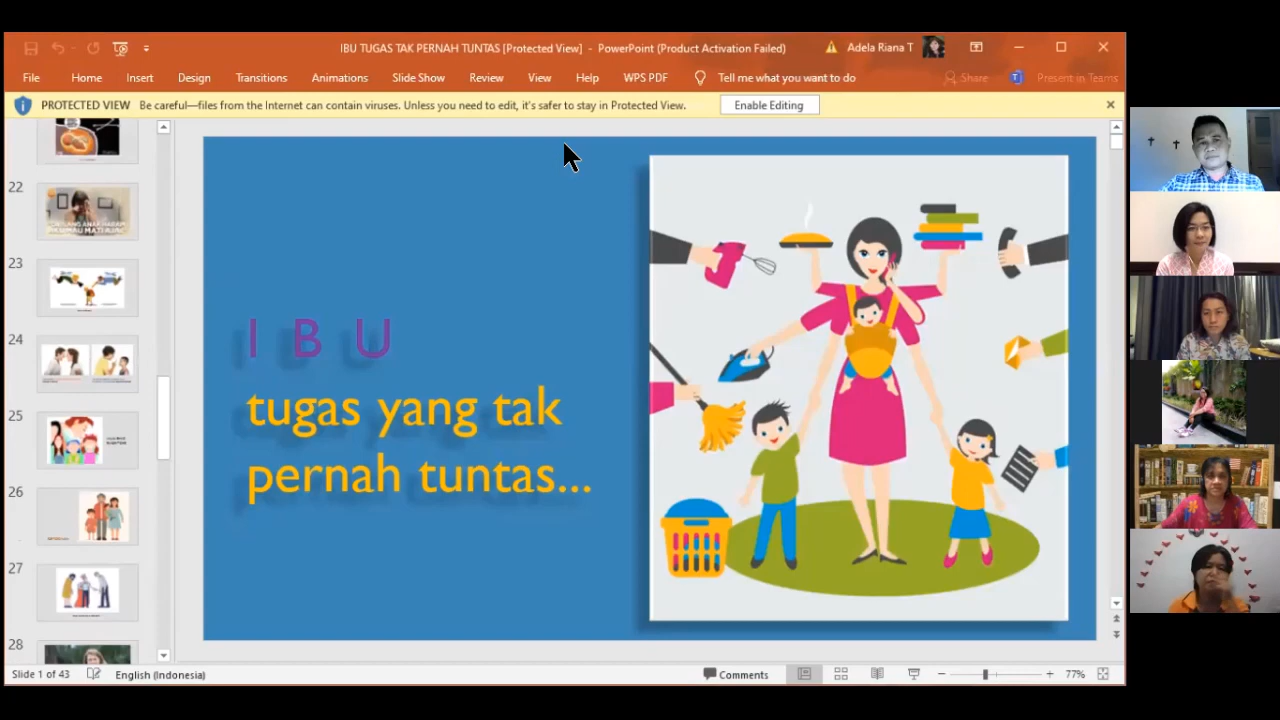 IBU TUGAS TAK PERNAH TUNTAS [Protected View] - PowerPoint (Product Activation Failed)
Adela Riana T
File Home Insert Design Transitions Animations Slide Show Review View Help WPS PDF Tell me what you want to do Share Present in Teams
PROTECTED VIEW Be careful—files from the Internet can contain viruses. Unless you need to edit, it's safer to stay in Protected View. Enable Editing
22
23
24
25
26
27
28
I B U
tugas yang tak
pernah tuntas...
Slide 1 of 43 English (Indonesia) Comments 77%